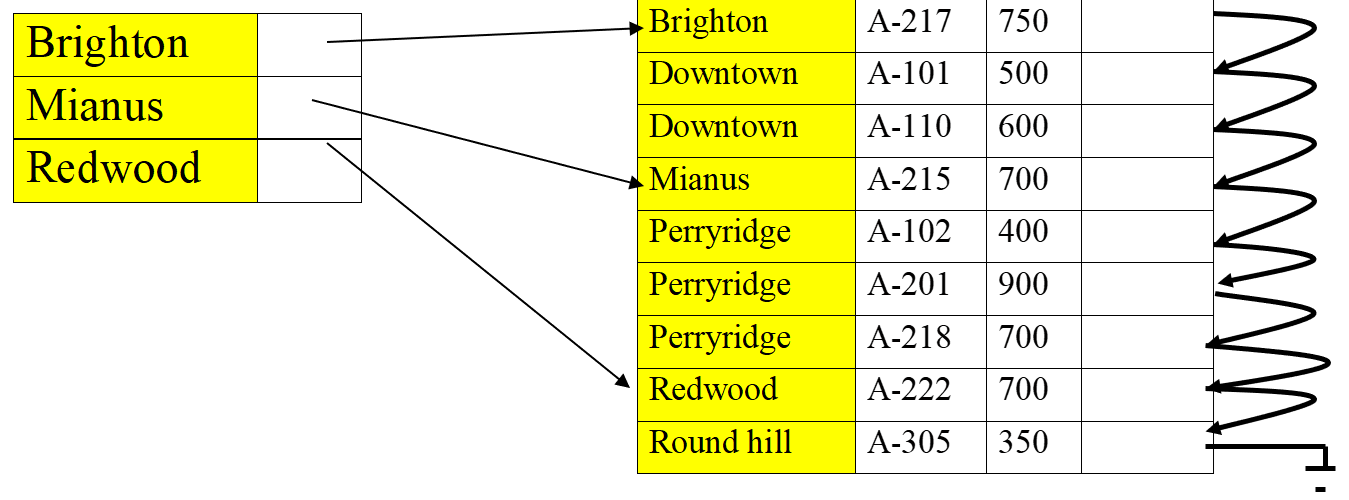 Brighton
Mianus
Redwood
Brighton A-217 750
Downtown A-101 500
Downtown A-110 600
Mianus A-215 700
Perryridge A-102 400
Perryridge A-201 900
Perryridge A-218 700
Redwood A-222 700
Round hill A-305 350